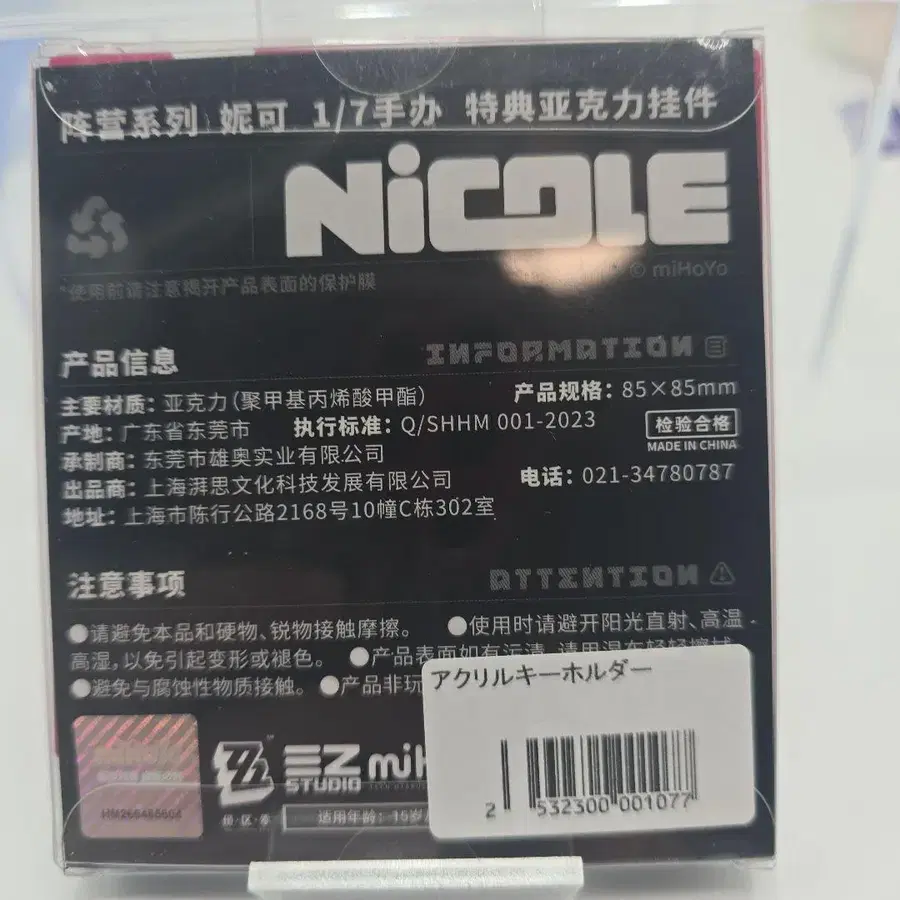 阵营系列 妮可 1/7手办 特典亚克力挂件
NiCOLE
© miHoYo
*使用前请注意揭开产品表面的保护膜
产品信息
INFORMATION
主要材质：亚克力（聚甲基丙烯酸甲酯）
产品规格：85×85mm
产地：广东省东莞市
执行标准：Q/SHHM 001-2023
检验合格
MADE IN CHINA
承制商：东莞市雄奥实业有限公司
出品商：上海湃思文化科技发展有限公司
电话：021-34780787
地址：上海市陈行公路2168号10幢C栋302室
注意事项
ATTENTION
●请避免本品和硬物、锐物接触摩擦。 ●使用时请避开阳光直射、高温
高湿，以免引起变形或褪色。 ●产品表面如有污渍，请用湿布轻轻擦拭
●避免与腐蚀性物质接触。 ●产品非玩
アクリルキーホルダー
2 532300 001077
STUDIO
适用年龄：15岁